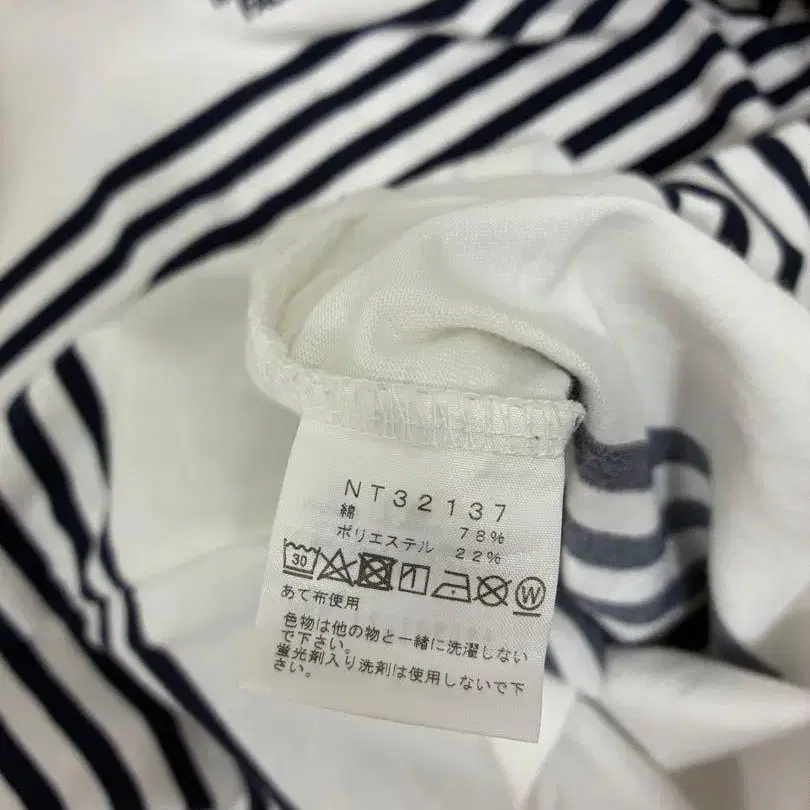 NT32137
綿 78%
ポリエステル 22%
30
W
あて布使用
色物は他の物と一緒に洗濯しない
で下さい。
蛍光剤入り洗剤は使用しないで下
さい。